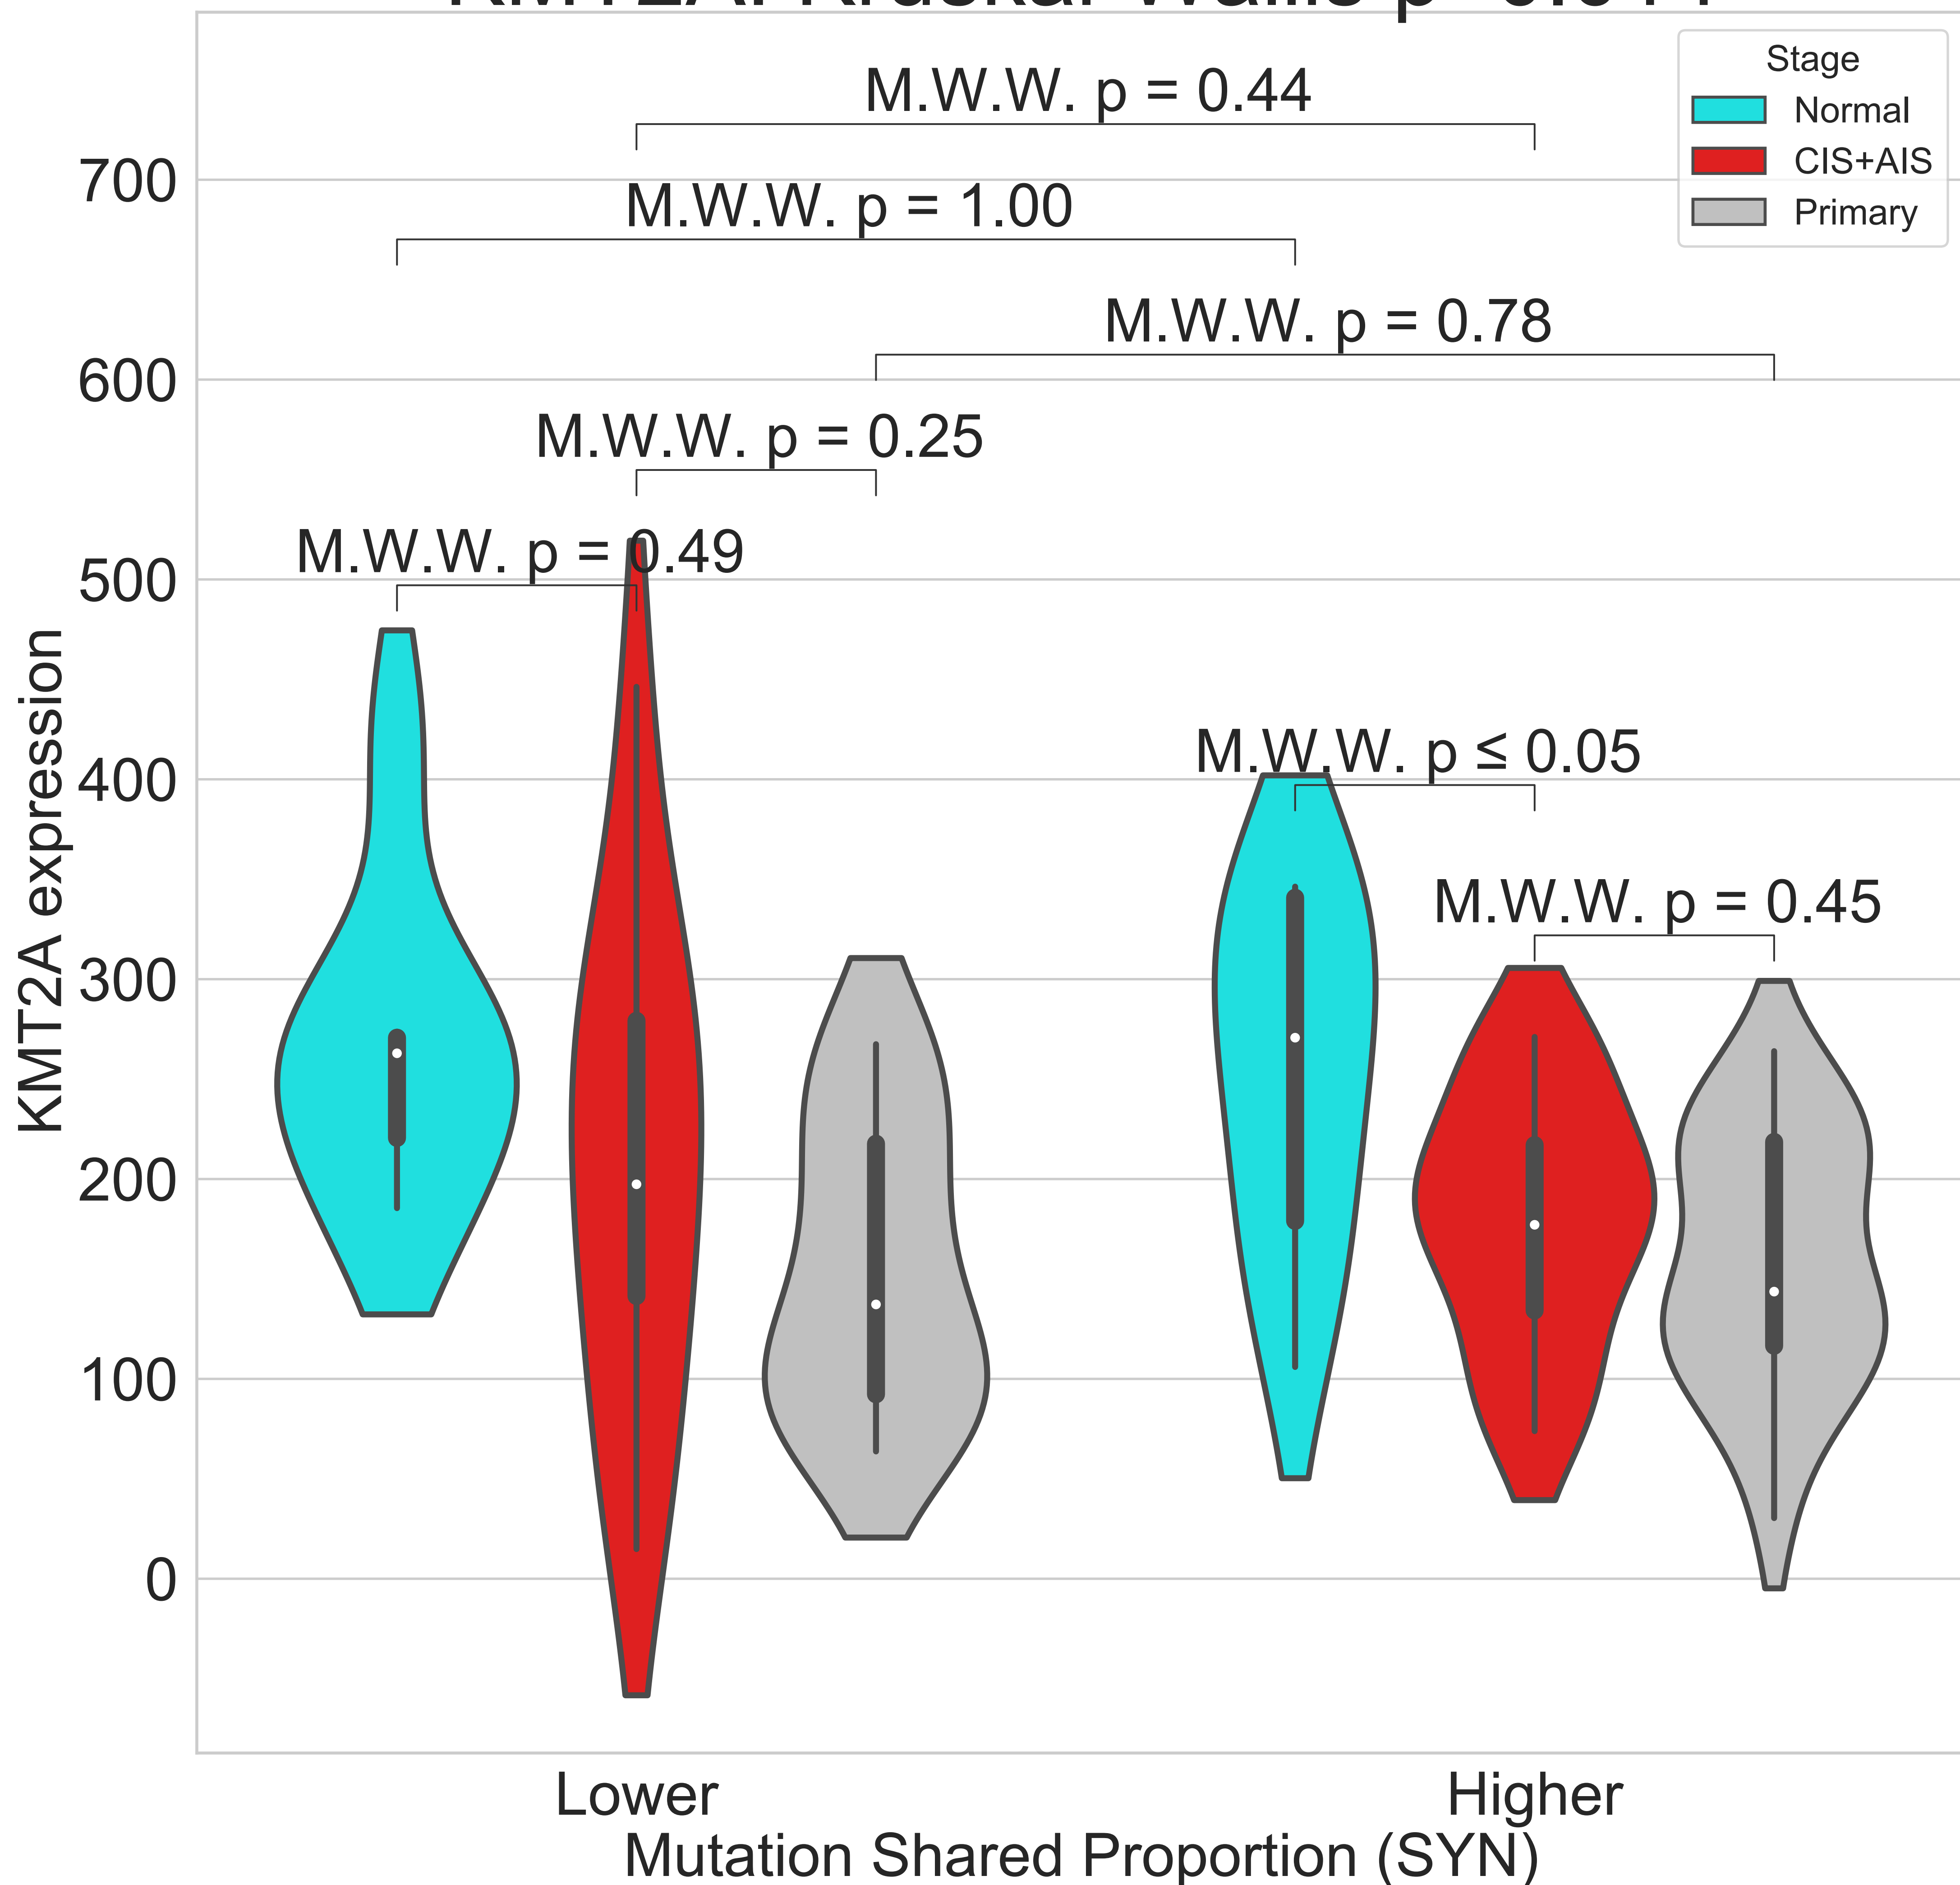 Stage
Normal
CIS+AIS
Primary
M.W.W. p = 0.44
M.W.W. p = 1.00
M.W.W. p = 0.78
M.W.W. p = 0.25
M.W.W. p = 0.49
M.W.W. p ≤ 0.05
M.W.W. p = 0.45
700
600
500
400
300
200
100
0
KMT2A expression
Lower
Higher
Mutation Shared Proportion (SYN)